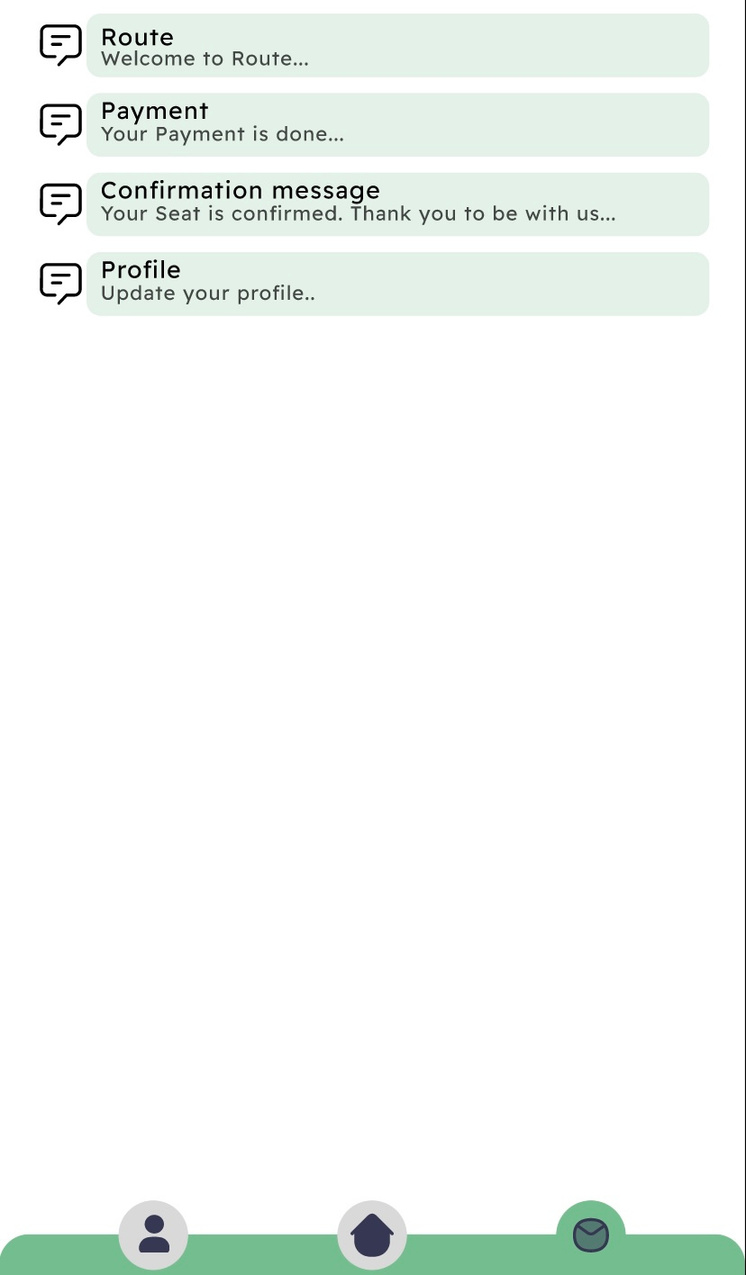 Route
Welcome to Route...
Payment
Your Payment is done...
Confirmation message
Your Seat is confirmed. Thank you to be with us...
Profile
Update your profile..